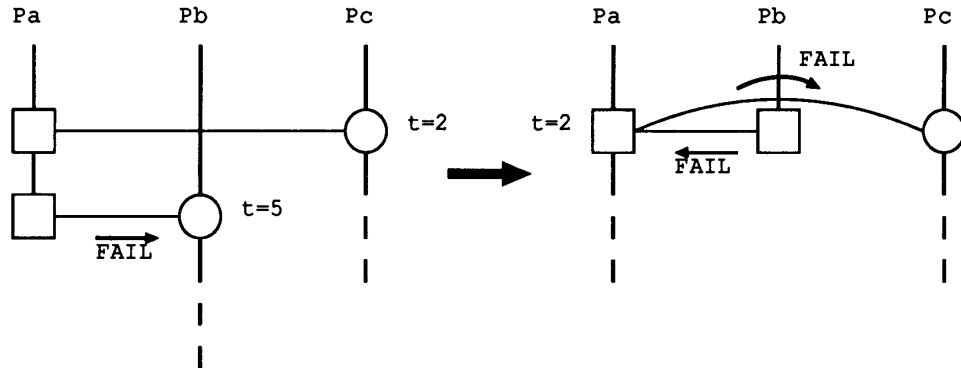 Pa Pb Pc Pa Pb Pc
FAIL
t=2 t=2
FAIL
t=5
FAIL